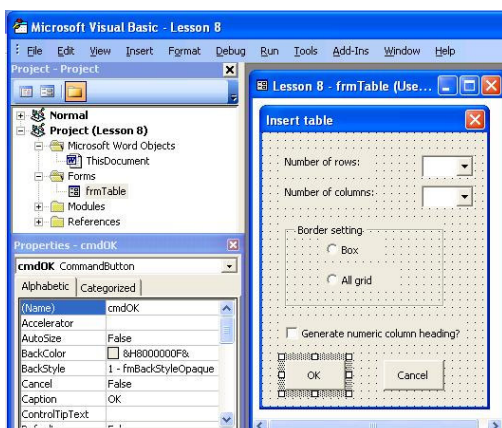 Microsoft Visual Basic - Lesson 8
File Edit View Insert Format Debug Run Tools Add-Ins Window Help
Project - Project
Normal
Project (Lesson 8)
Microsoft Word Objects
ThisDocument
Forms
frmTable
Modules
References
Properties - cmdOK
cmdOK CommandButton
Alphabetic Categorized
(Name) cmdOK
Accelerator
AutoSize False
BackColor &H8000000F&
BackStyle 1 - fmBackStyleOpaque
Cancel False
Caption OK
ControlTipText
Lesson 8 - frmTable (Use...
Insert table
Number of rows:
Number of columns:
Border setting
Box
All grid
Generate numeric column heading?
OK Cancel